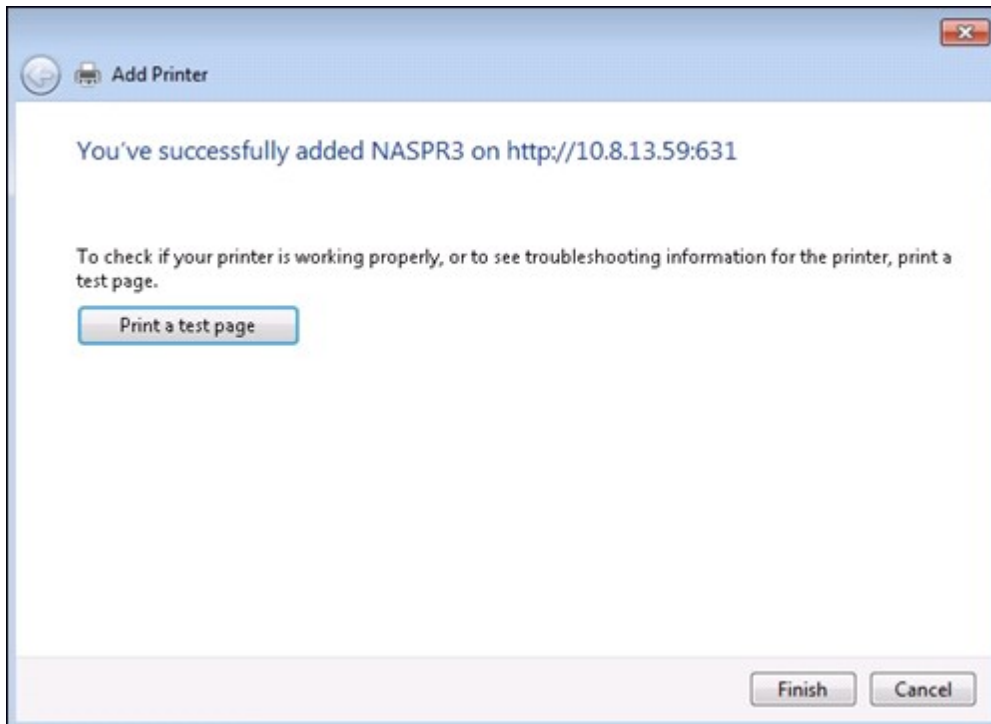 Add Printer
You've successfully added NASPR3 on http://10.8.13.59:631
To check if your printer is working properly, or to see troubleshooting information for the printer, print a
test page.
Print a test page
Finish
Cancel